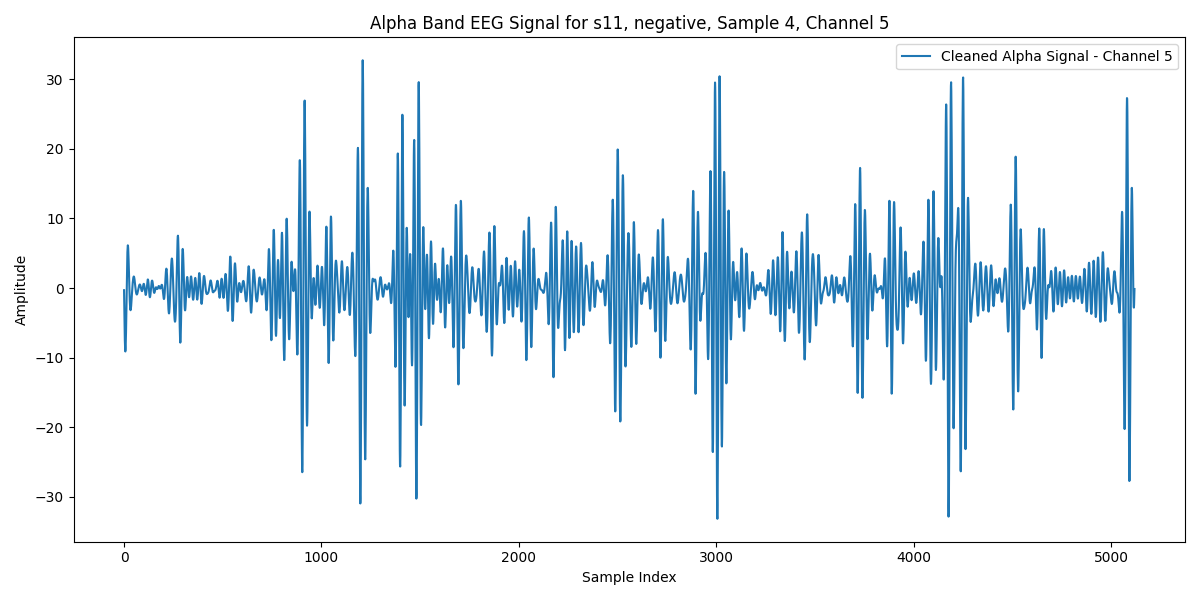 Alpha Band EEG Signal for s11, negative, Sample 4, Channel 5
Cleaned Alpha Signal - Channel 5
Amplitude
30
20
10
0
−10
−20
−30
0 1000 2000 3000 4000 5000
Sample Index